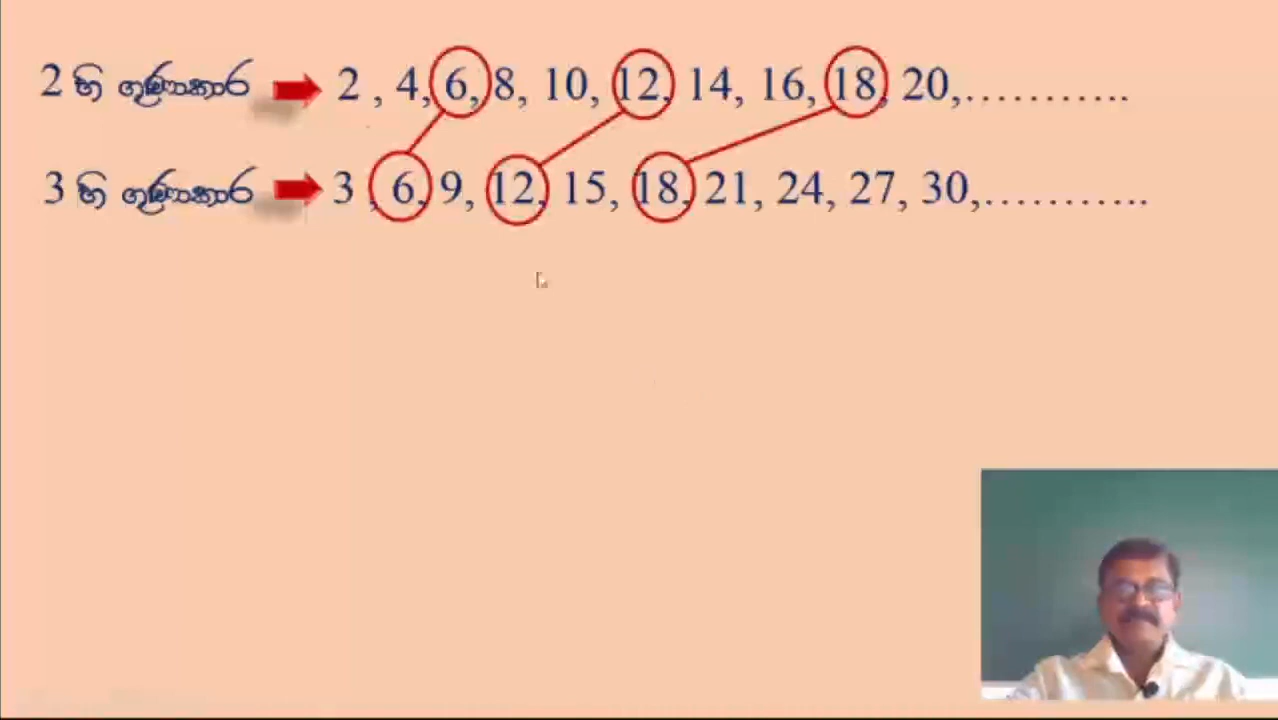 2 හි ගුණාකාර 2 , 4, 6, 8, 10, 12, 14, 16, 18, 20,………..
3 හි ගුණාකාර 3 , 6, 9, 12, 15, 18, 21, 24, 27, 30,………..